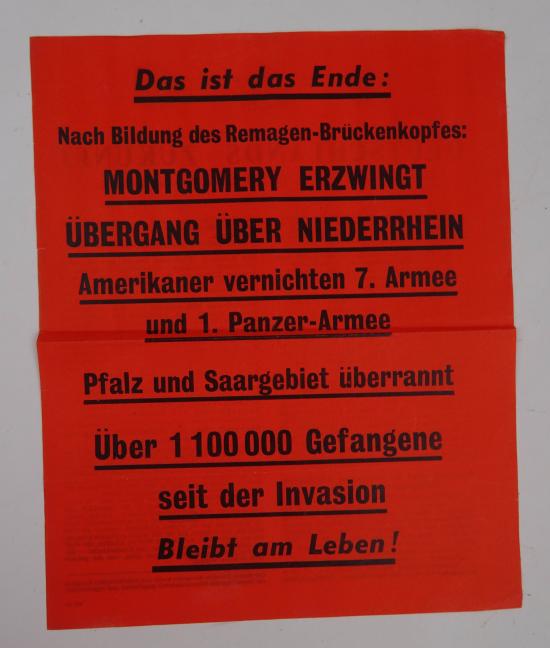 Das ist das Ende:
Nach Bildung des Remagen-Brückenkopfes:
MONTGOMERY ERZWINGT
ÜBERGANG ÜBER NIEDERRHEIN
Amerikaner vernichten 7. Armee
und 1. Panzer-Armee
Pfalz und Saargebiet überrannt
Über 1 100 000 Gefangene
seit der Invasion
Bleibt am Leben!